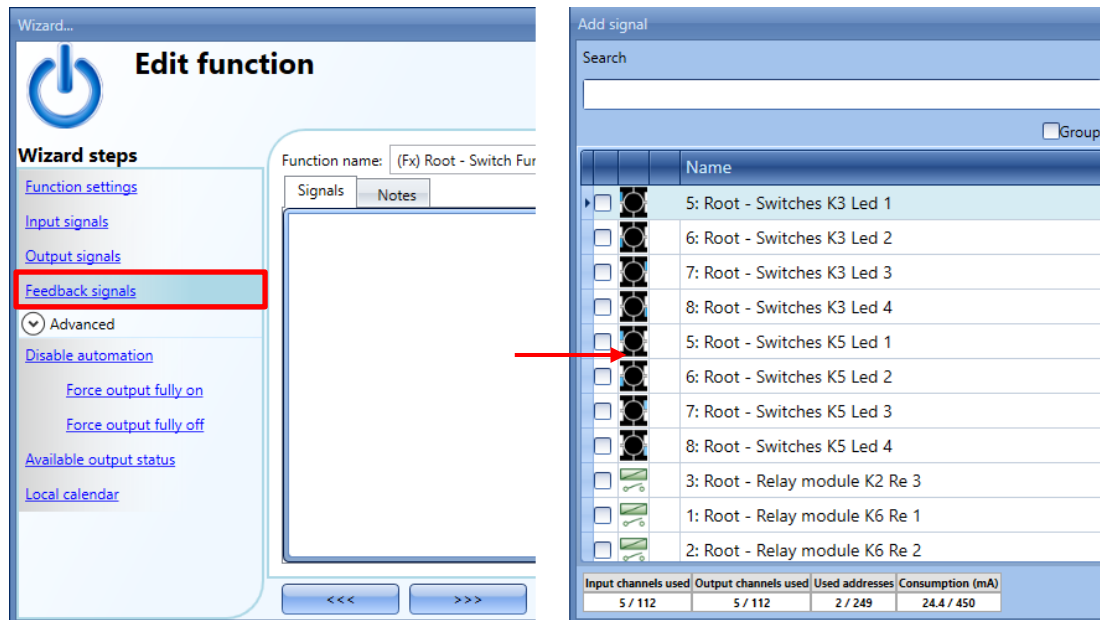 Wizard...
Edit function
Wizard steps
Function settings
Input signals
Output signals
Feedback signals
Advanced
Disable automation
Force output fully on
Force output fully off
Available output status
Local calendar
Function name: (Fx) Root - Switch Fur
Signals Notes
<<< >>>
Add signal
Search
Group
Name
5: Root - Switches K3 Led 1
6: Root - Switches K3 Led 2
7: Root - Switches K3 Led 3
8: Root - Switches K3 Led 4
5: Root - Switches K5 Led 1
6: Root - Switches K5 Led 2
7: Root - Switches K5 Led 3
8: Root - Switches K5 Led 4
3: Root - Relay module K2 Re 3
1: Root - Relay module K6 Re 1
2: Root - Relay module K6 Re 2
Input channels used Output channels used Used addresses Consumption (mA)
5 / 112 5 / 112 2 / 249 24.4 / 450